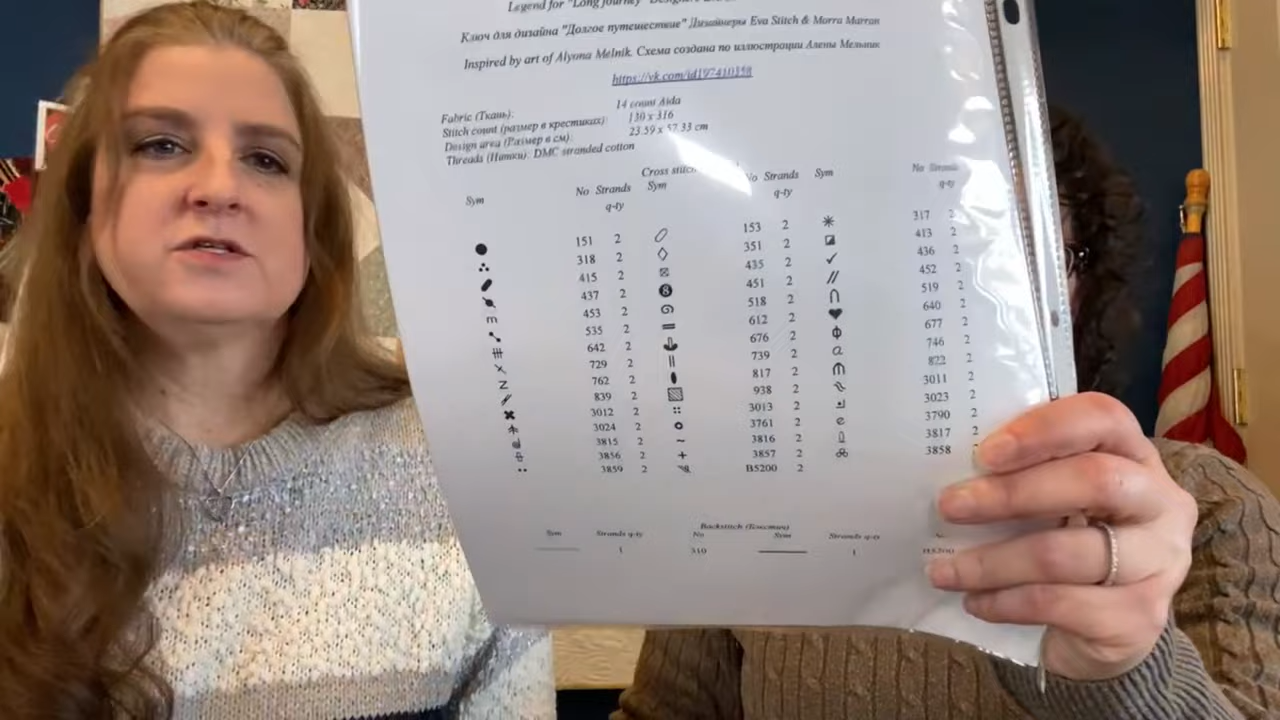 Legend for "Long Journey"
Ключ для дизайна "Долгое путешествие" Дизайнеры Eva Stitch & Morra Marran
Inspired by art of Alyona Melnik. Схема создана по иллюстрации Алены Мельник
https://vk.com/id197410358
Fabric (Ткань): 14 count Aida
Stitch count (размер в крестиках): 130 x 316
Design area (Размер в см): 23.59 x 57.33 cm
Threads (Нитки): DMC stranded cotton
Cross stitch
Sym No Strands q-ty Sym No Strands q-ty Sym No Strands q-ty
151 2 153 2 317 2
318 2 351 2 413 2
415 2 435 2 436 2
437 2 451 2 452 2
453 2 518 2 519 2
535 2 612 2 640 2
642 2 676 2 677 2
729 2 739 2 746 2
762 2 817 2 822 2
839 2 938 2 3011 2
3012 2 3013 2 3023 2
3024 2 3761 2 3790 2
3815 2 3816 2 3817 2
3856 2 3857 2 3858
3859 2 B5200 2
Backstitch
Sym Strands q-ty No Sym Strands q-ty
1 310 1 B5200